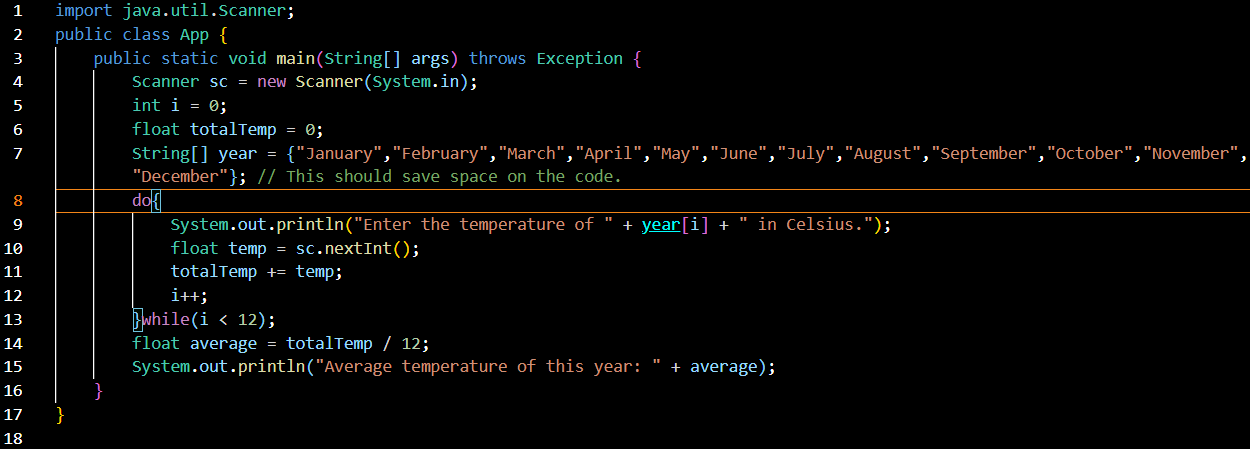 1 import java.util.Scanner;
2 public class App {
3 public static void main(String[] args) throws Exception {
4 Scanner sc = new Scanner(System.in);
5 int i = 0;
6 float totalTemp = 0;
7 String[] year = {"January","February","March","April","May","June","July","August","September","October","November",
"December"}; // This should save space on the code.
8 do{
9 System.out.println("Enter the temperature of " + year[i] + " in Celsius.");
10 float temp = sc.nextInt();
11 totalTemp += temp;
12 i++;
13 }while(i < 12);
14 float average = totalTemp / 12;
15 System.out.println("Average temperature of this year: " + average);
16 }
17 }
18